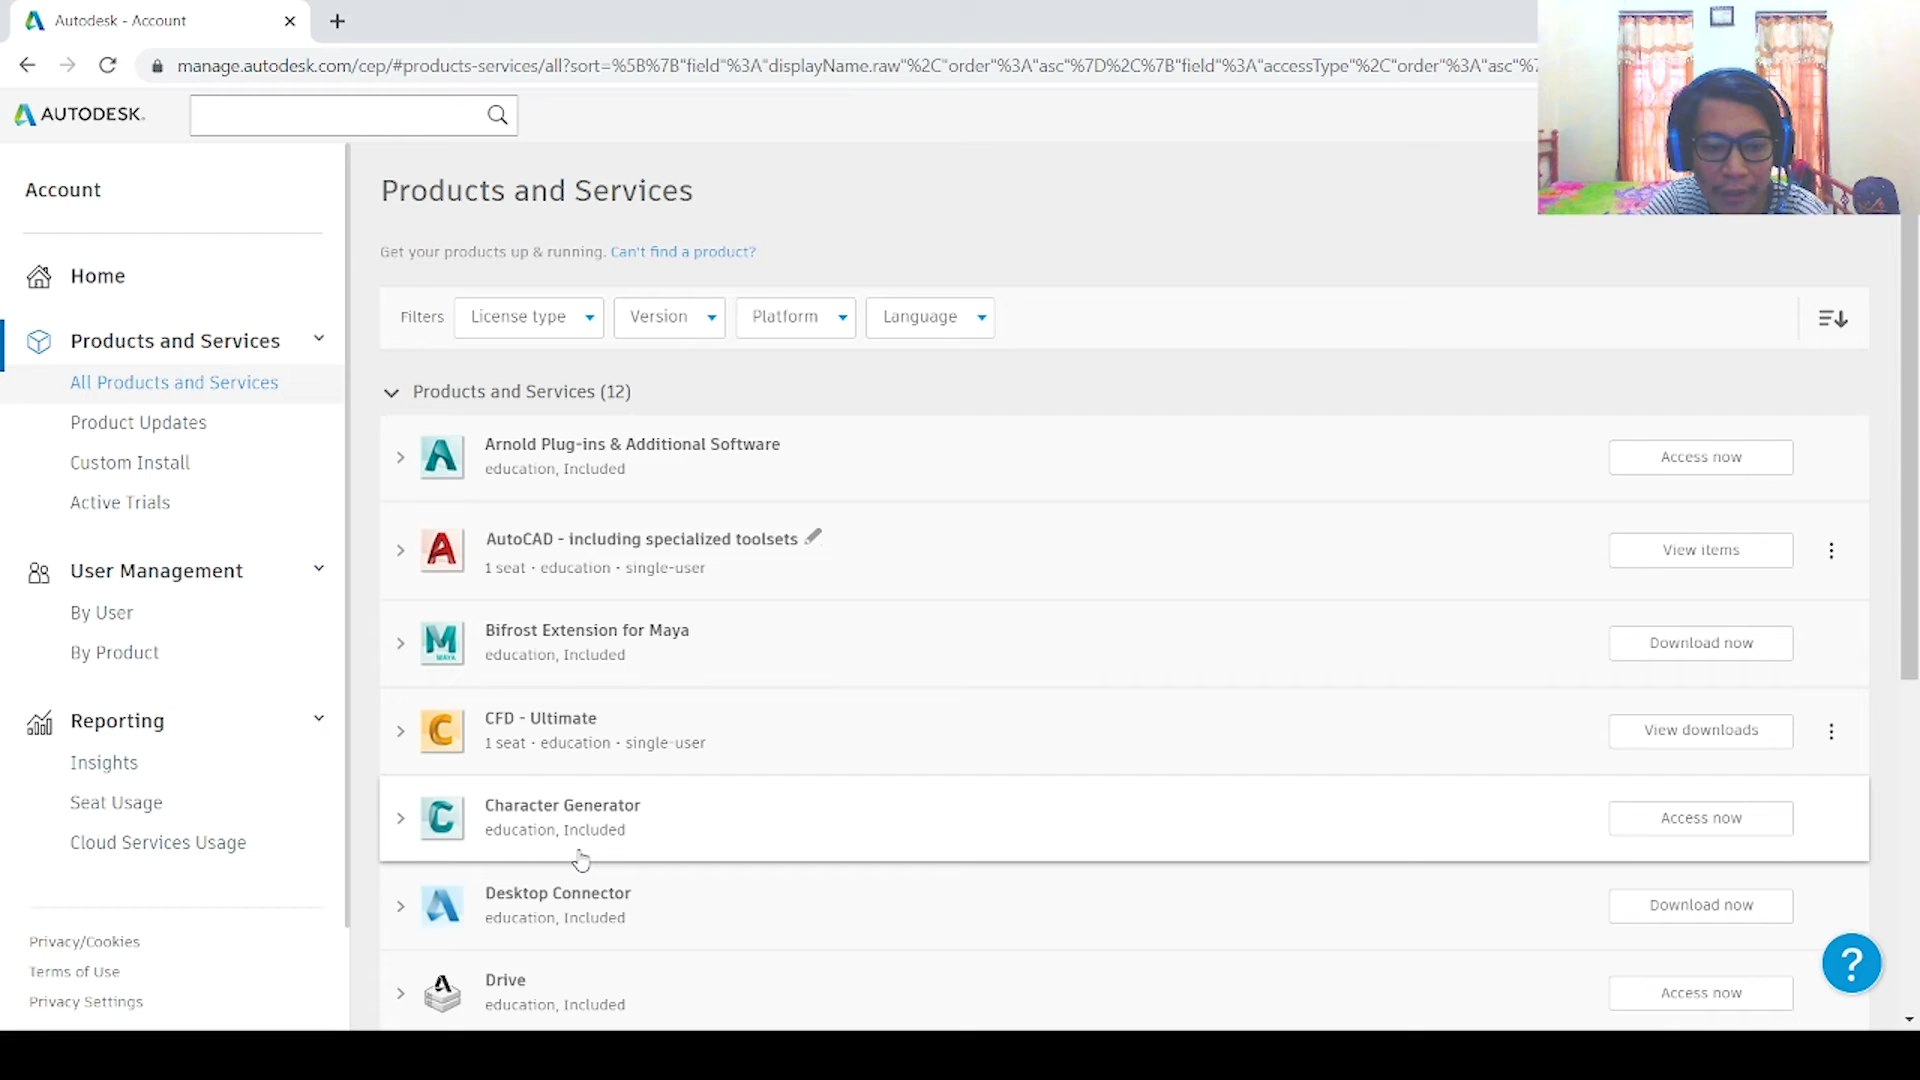 Autodesk - Account
manage.autodesk.com/cep/#products-services/all?sort=%5B%7B"field"%3A"displayName.raw"%2C"order"%3A"asc"%7D%2C%7B"field"%3A"accessType"%2C"order"%3A"asc"%7
AUTODESK.
Account
Home
Products and Services
All Products and Services
Product Updates
Custom Install
Active Trials
User Management
By User
By Product
Reporting
Insights
Seat Usage
Cloud Services Usage
Privacy/Cookies
Terms of Use
Privacy Settings
Products and Services
Get your products up & running. Can't find a product?
Filters License type Version Platform Language
Products and Services (12)
Arnold Plug-ins & Additional Software
education, Included
Access now
AutoCAD - including specialized toolsets
1 seat · education · single-user
View items
MAYA
Bifrost Extension for Maya
education, Included
Download now
CFD - Ultimate
1 seat · education · single-user
View downloads
Character Generator
education, Included
Access now
Desktop Connector
education, Included
Download now
Drive
education, Included
Access now
?